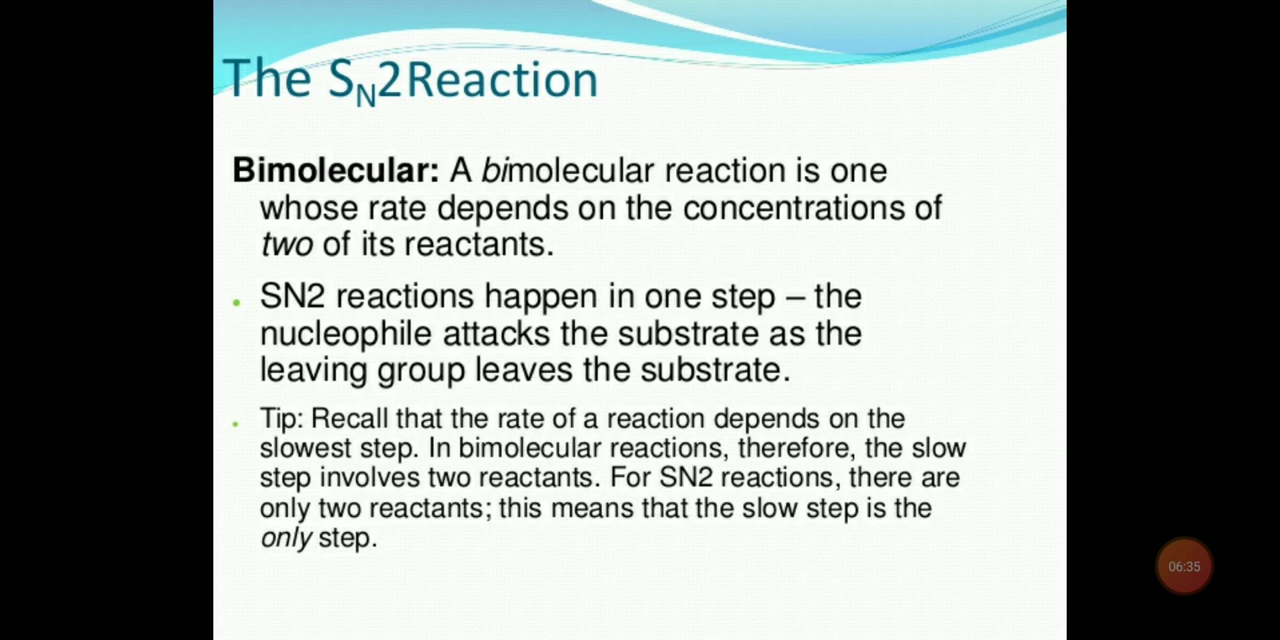 The SN2Reaction
Bimolecular: A bimolecular reaction is one
whose rate depends on the concentrations of
two of its reactants.
• SN2 reactions happen in one step – the
nucleophile attacks the substrate as the
leaving group leaves the substrate.
• Tip: Recall that the rate of a reaction depends on the
slowest step. In bimolecular reactions, therefore, the slow
step involves two reactants. For SN2 reactions, there are
only two reactants; this means that the slow step is the
only step.
06:35